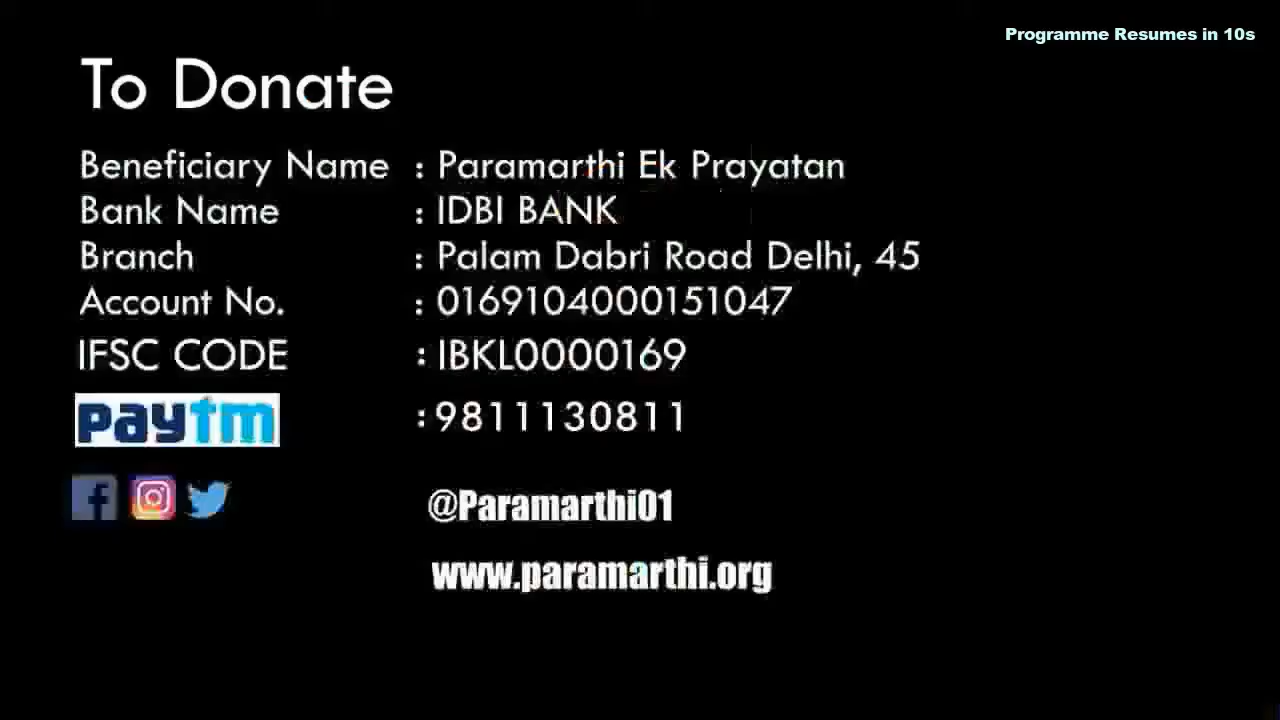 Programme Resumes in 10s
To Donate
Beneficiary Name : Paramarthi Ek Prayatan
Bank Name : IDBI BANK
Branch : Palam Dabri Road Delhi, 45
Account No. : 0169104000151047
IFSC CODE : IBKL0000169
paytm : 9811130811
@Paramarthi01
www.paramarthi.org